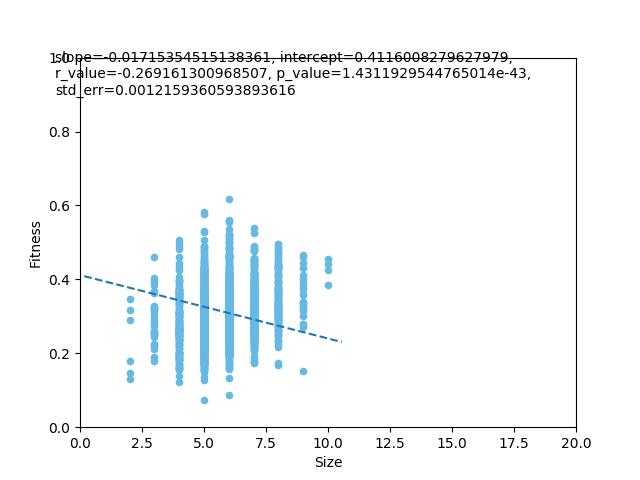 slope=-0.01715354515138361, intercept=0.4116008279627979,
r_value=-0.269161300968507, p_value=1.4311929544765014e-43,
std_err=0.0012159360593893616
1.0
0.8
0.6
0.4
0.2
0.0
Fitness
0.0 2.5 5.0 7.5 10.0 12.5 15.0 17.5 20.0
Size